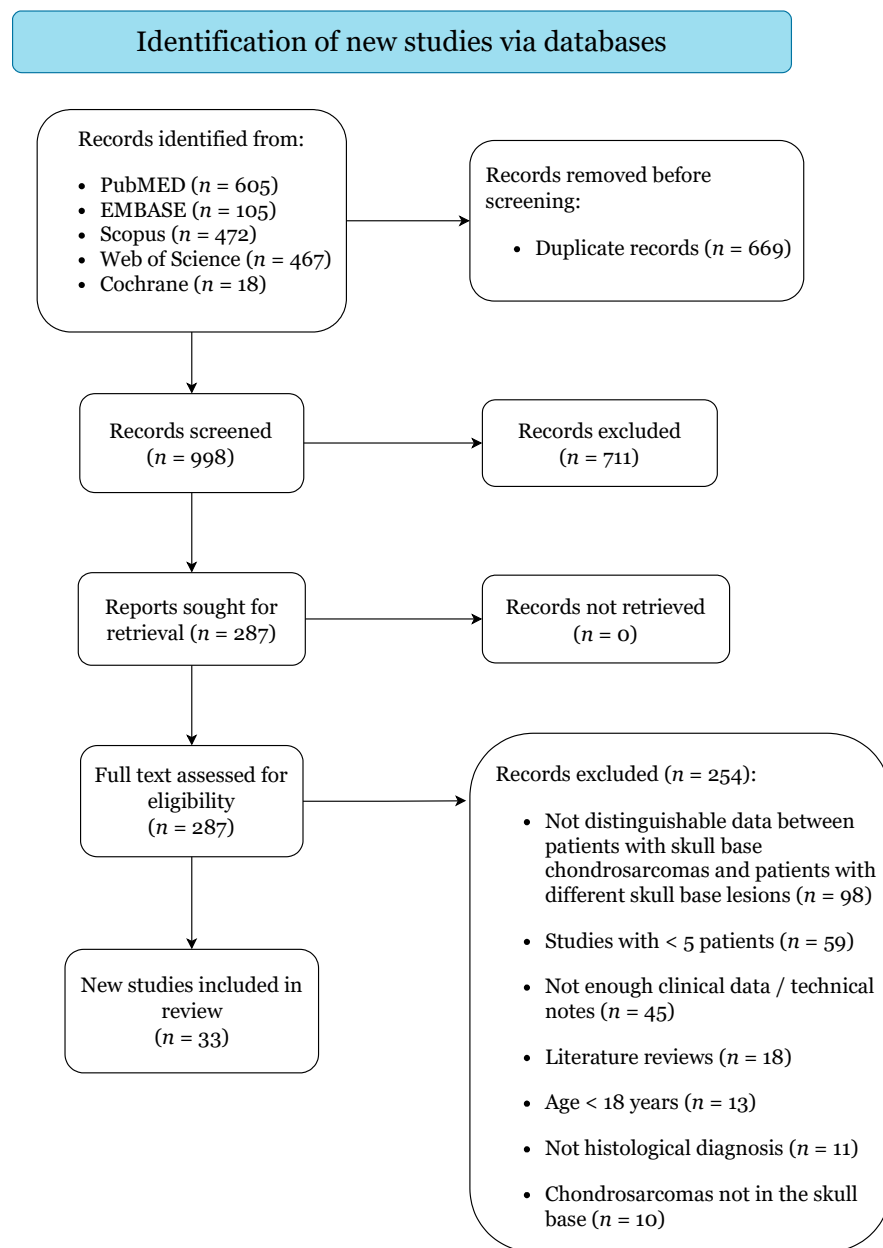 Identification of new studies via databases
Records identified from:
• PubMED (n = 605)
• EMBASE (n = 105)
• Scopus (n = 472)
• Web of Science (n = 467)
• Cochrane (n = 18)
Records removed before
screening:
• Duplicate records (n = 669)
Records screened
(n = 998)
Records excluded
(n = 711)
Reports sought for
retrieval (n = 287)
Records not retrieved
(n = 0)
Full text assessed for
eligibility
(n = 287)
Records excluded (n = 254):
• Not distinguishable data between
patients with skull base
chondrosarcomas and patients with
different skull base lesions (n = 98)
• Studies with < 5 patients (n = 59)
• Not enough clinical data / technical
notes (n = 45)
• Literature reviews (n = 18)
• Age < 18 years (n = 13)
• Not histological diagnosis (n = 11)
• Chondrosarcomas not in the skull
base (n = 10)
New studies included in
review
(n = 33)